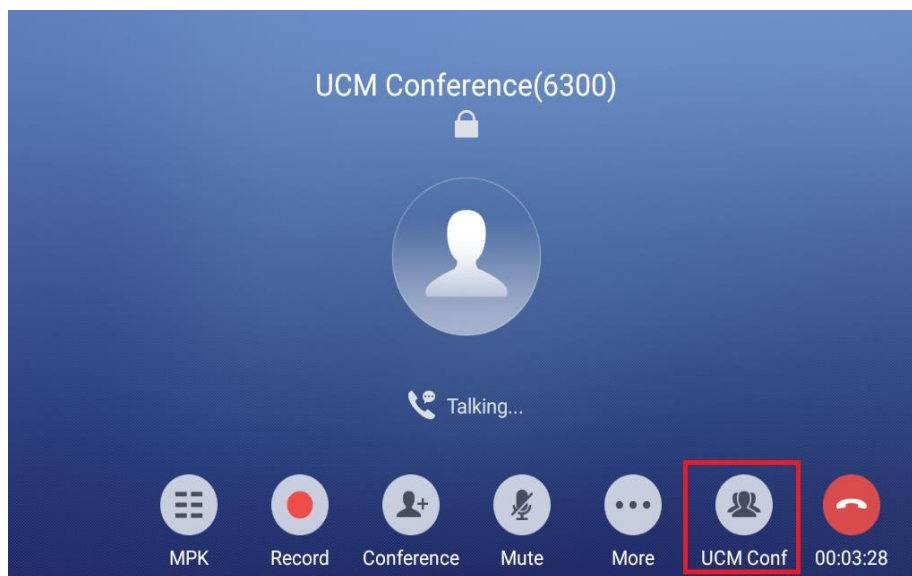 UCM Conference(6300)
Talking...
MPK Record Conference Mute More UCM Conf 00:03:28